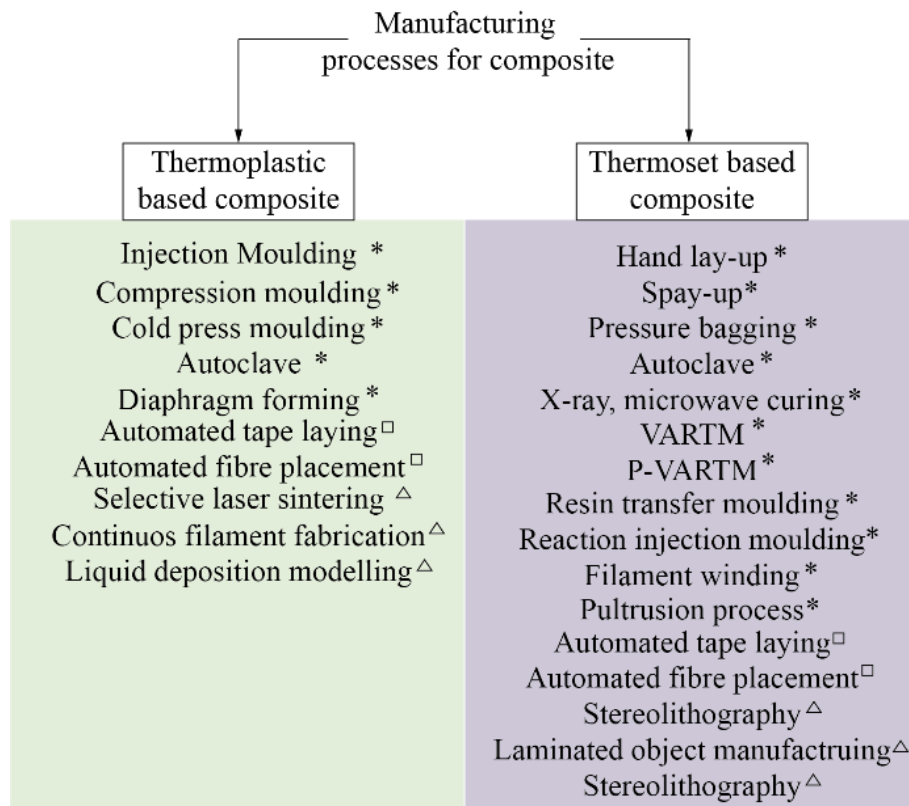 Manufacturing
processes for composite
Thermoplastic
based composite
Thermoset based
composite
Injection Moulding *
Compression moulding*
Cold press moulding*
Autoclave *
Diaphragm forming*
Automated tape laying□
Automated fibre placement□
Selective laser sintering △
Continuos filament fabrication△
Liquid deposition modelling△
Hand lay-up *
Spay-up*
Pressure bagging *
Autoclave *
X-ray, microwave curing*
VARTM *
P-VARTM*
Resin transfer moulding*
Reaction injection moulding*
Filament winding*
Pultrusion process*
Automated tape laying□
Automated fibre placement□
Stereolithography△
Laminated object manufactruing△
Stereolithography△